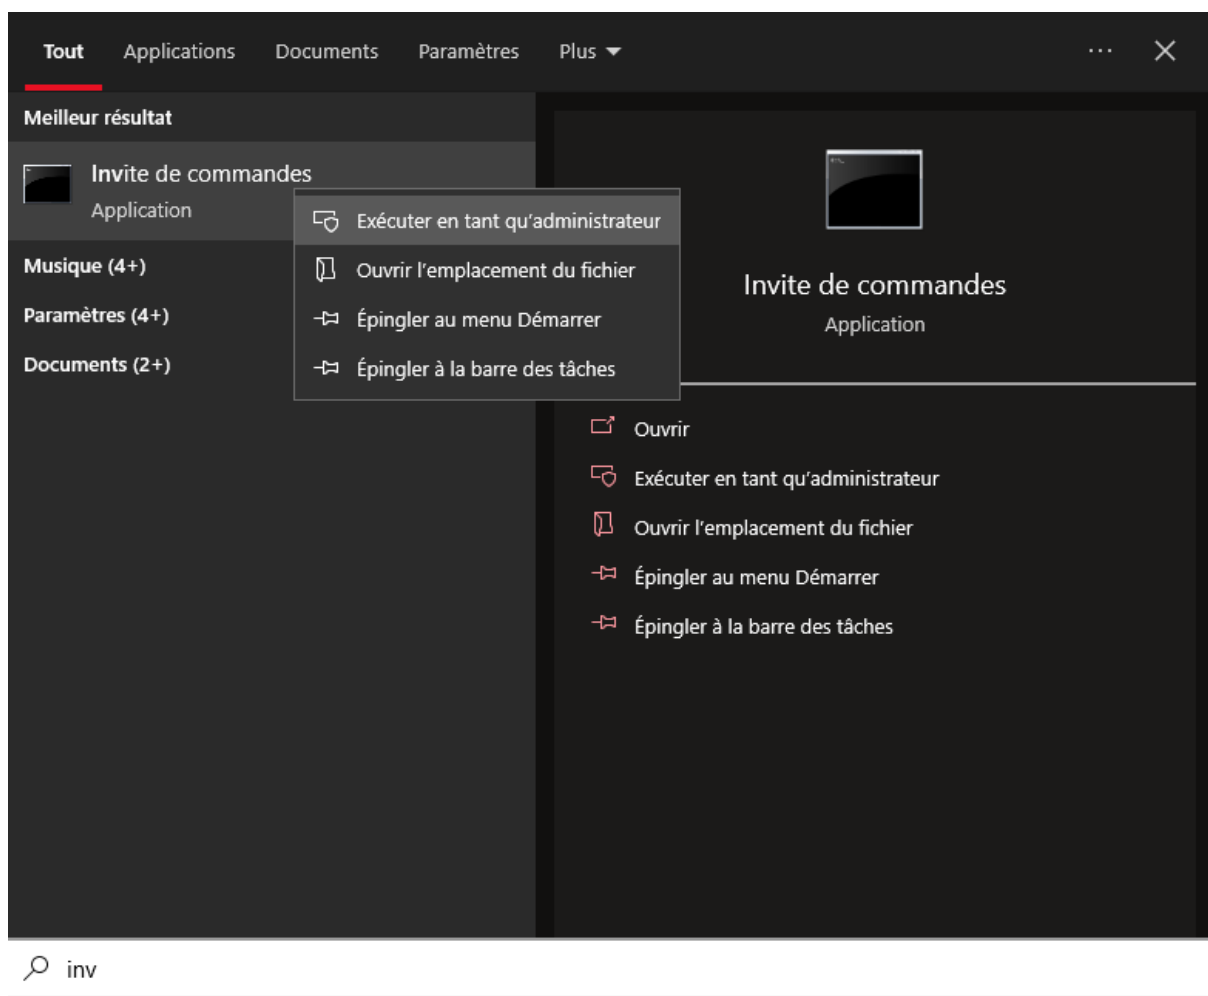 Tout Applications Documents Paramètres Plus
Meilleur résultat
Invite de commandes
Application
Musique (4+)
Paramètres (4+)
Documents (2+)
Exécuter en tant qu'administrateur
Ouvrir l'emplacement du fichier
Épingler au menu Démarrer
Épingler à la barre des tâches
Invite de commandes
Application
Ouvrir
Exécuter en tant qu'administrateur
Ouvrir l'emplacement du fichier
Épingler au menu Démarrer
Épingler à la barre des tâches
inv